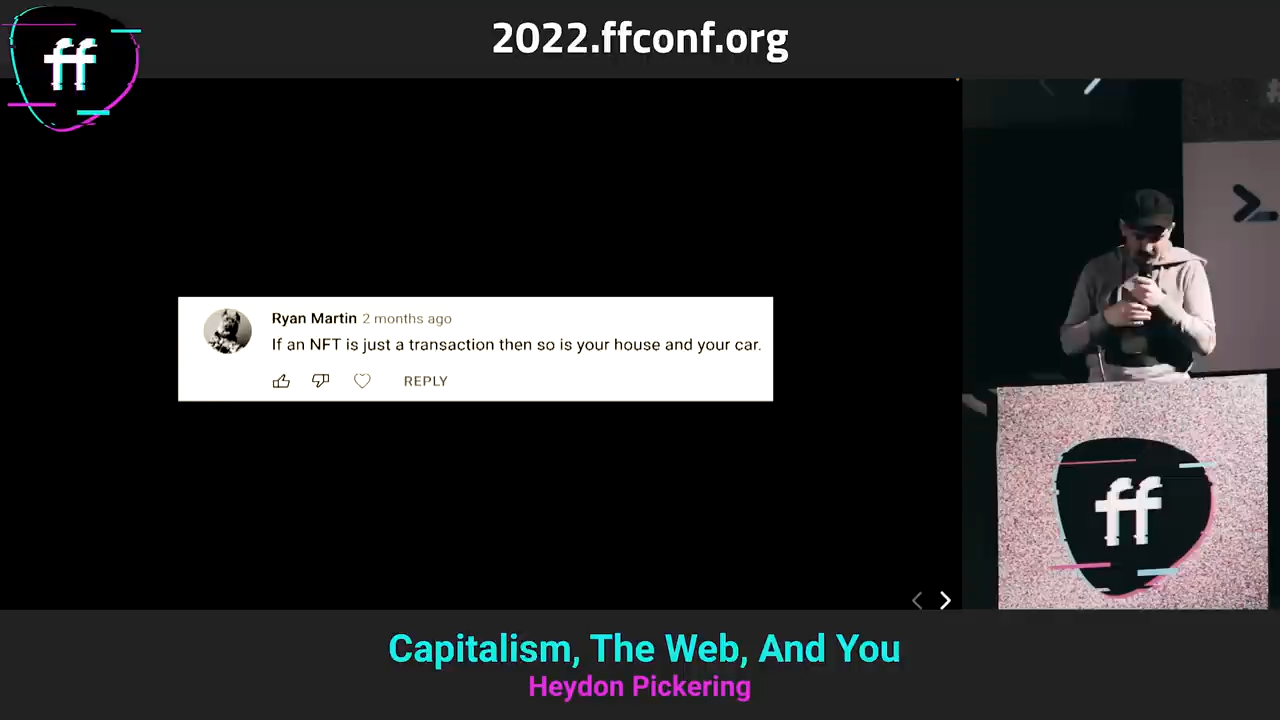 2022.ffconf.org
ff
Ryan Martin 2 months ago
If an NFT is just a transaction then so is your house and your car.
REPLY
ff
Capitalism, The Web, And You
Heydon Pickering